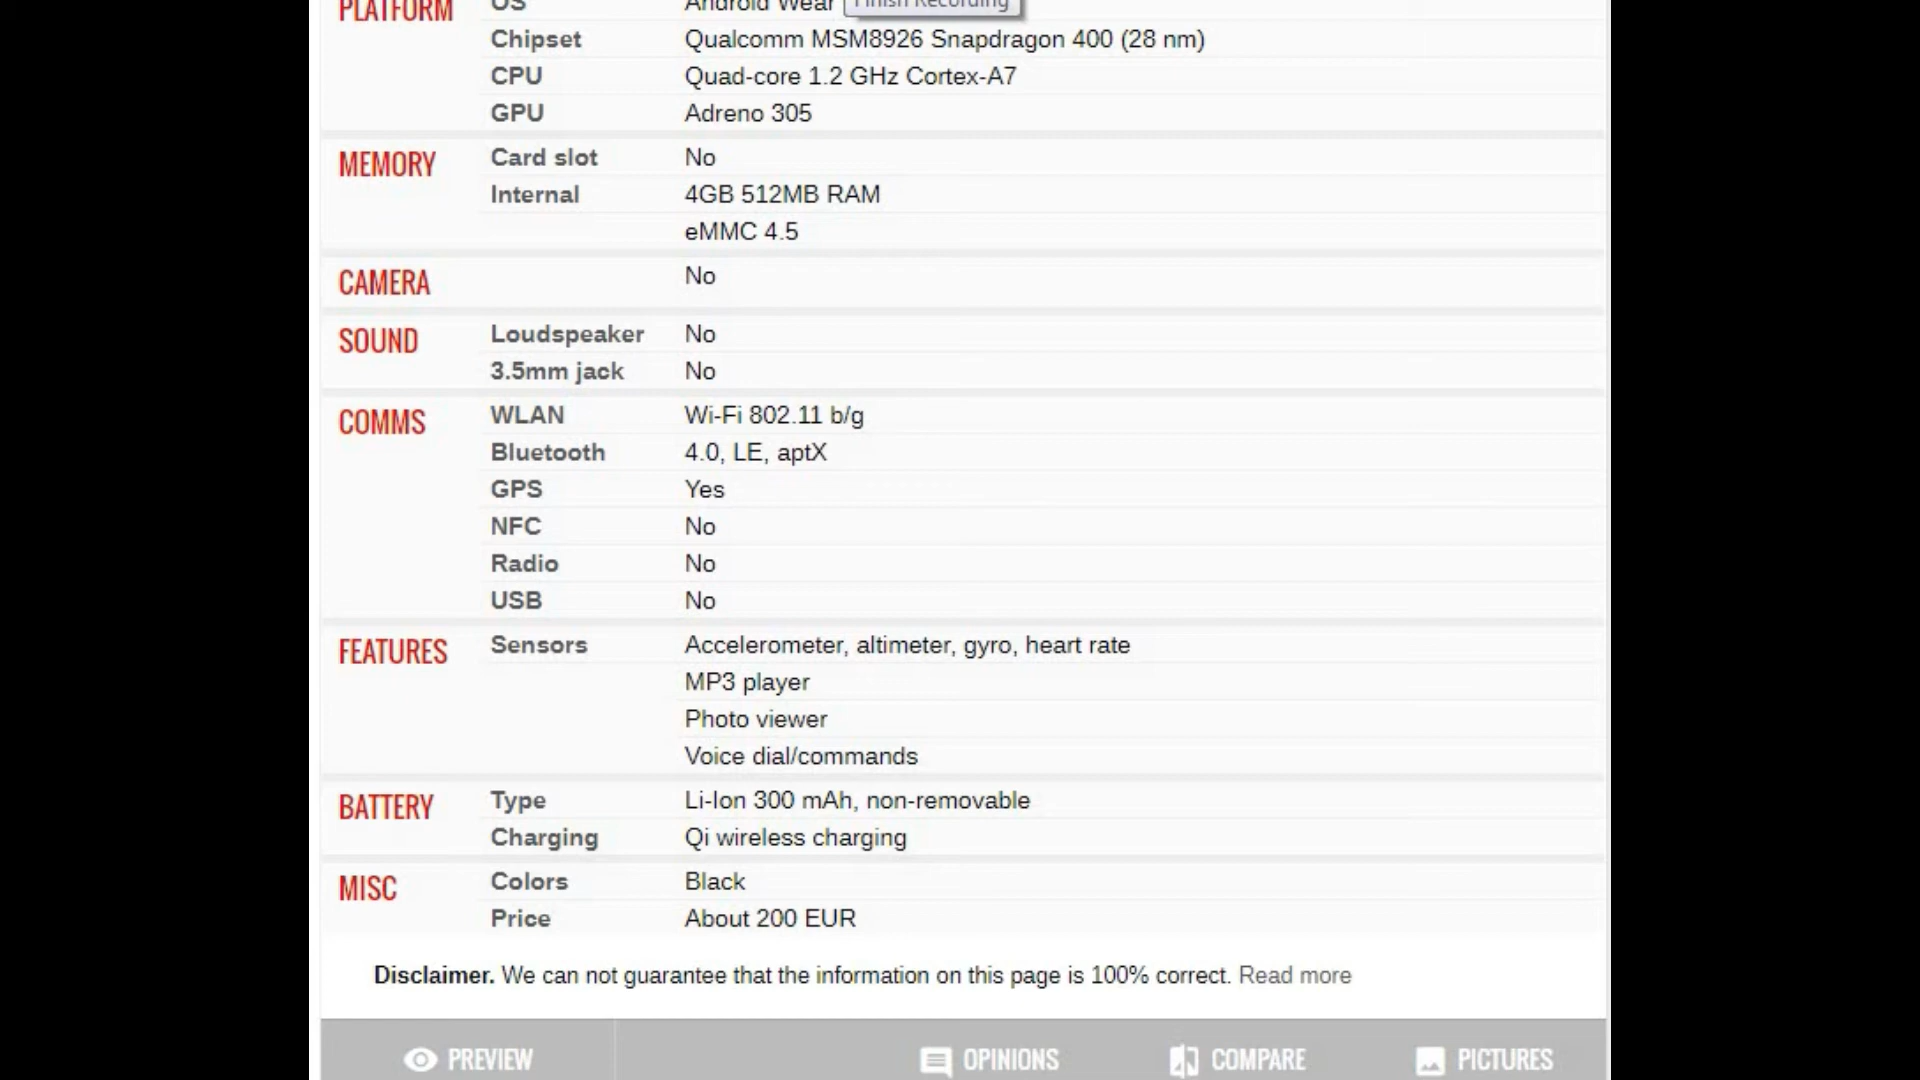 PLATFORM OS Android Wear Finish Recording
Chipset Qualcomm MSM8926 Snapdragon 400 (28 nm)
CPU Quad-core 1.2 GHz Cortex-A7
GPU Adreno 305
MEMORY Card slot No
Internal 4GB 512MB RAM
eMMC 4.5
CAMERA No
SOUND Loudspeaker No
3.5mm jack No
COMMS WLAN Wi-Fi 802.11 b/g
Bluetooth 4.0, LE, aptX
GPS Yes
NFC No
Radio No
USB No
FEATURES Sensors Accelerometer, altimeter, gyro, heart rate
MP3 player
Photo viewer
Voice dial/commands
BATTERY Type Li-Ion 300 mAh, non-removable
Charging Qi wireless charging
MISC Colors Black
Price About 200 EUR
Disclaimer. We can not guarantee that the information on this page is 100% correct. Read more
PREVIEW OPINIONS COMPARE PICTURES